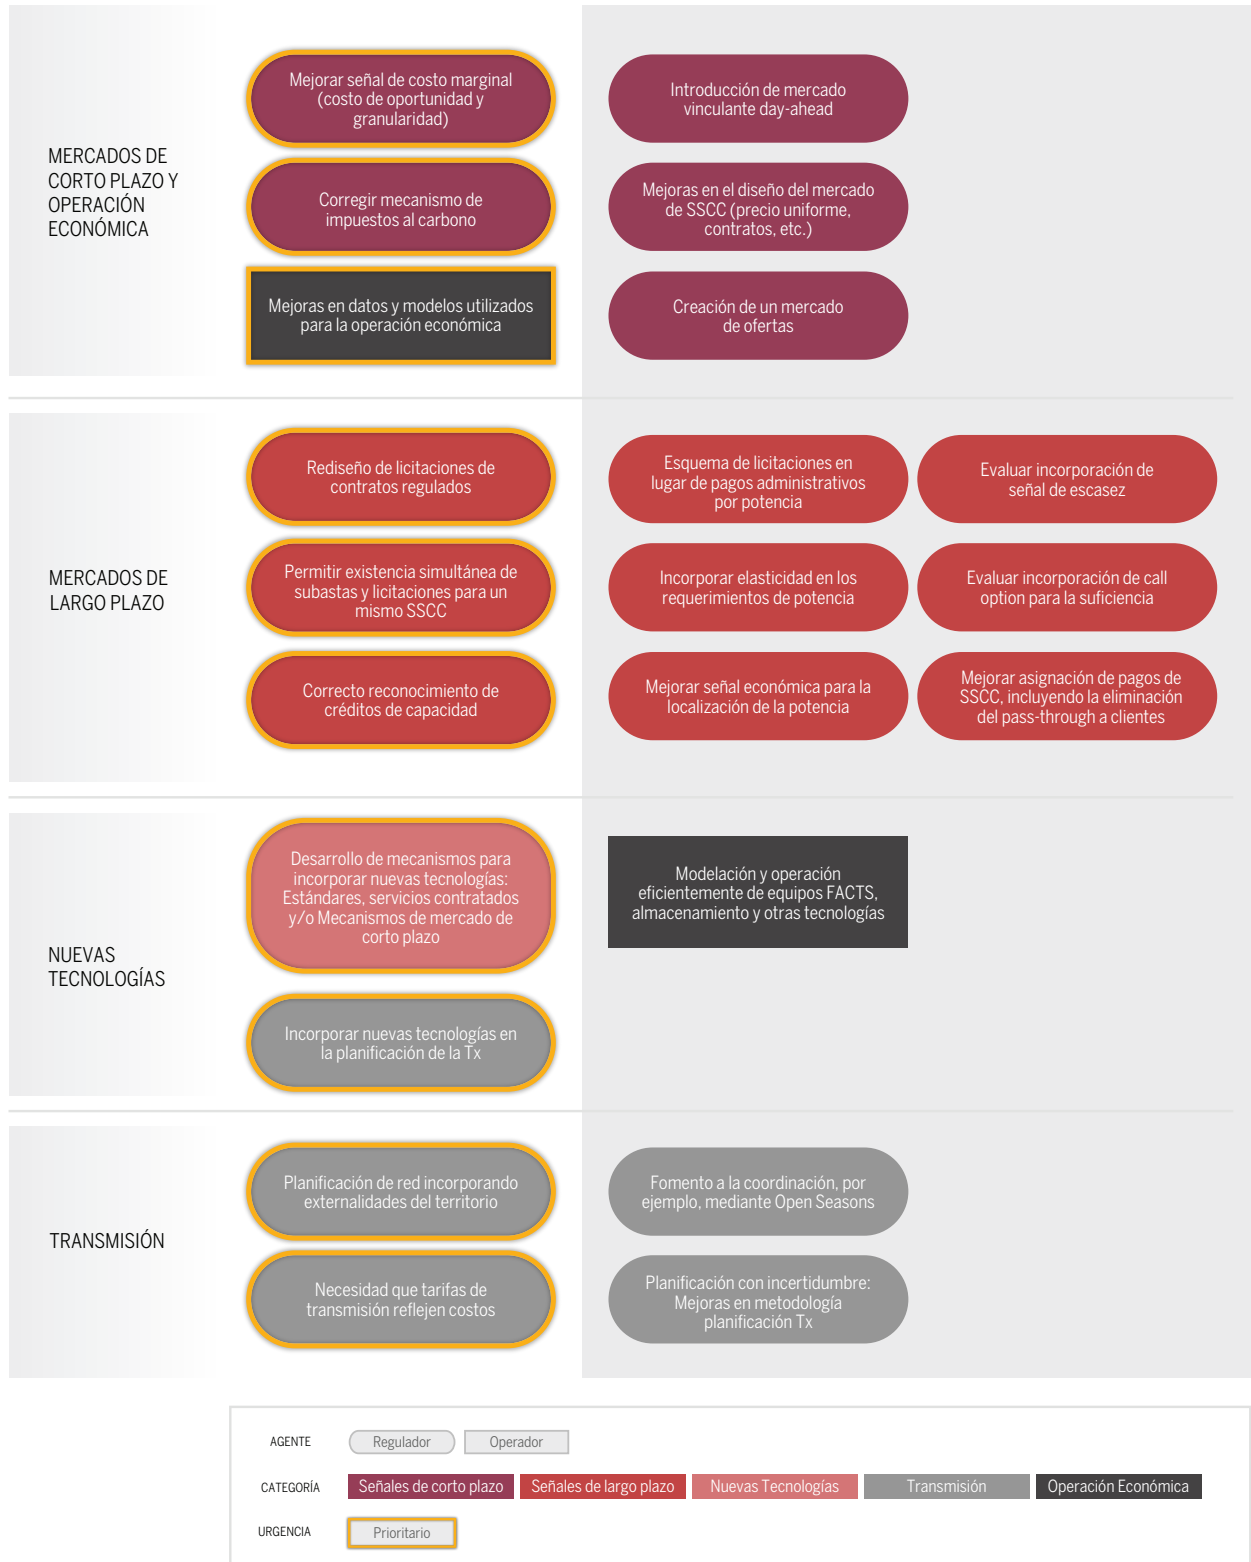 MERCADOS DE
CORTO PLAZO Y
OPERACIÓN
ECONÓMICA
Mejorar señal de costo marginal
(costo de oportunidad y
granularidad)
Introducción de mercado
vinculante day-ahead
Corregir mecanismo de
impuestos al carbono
Mejoras en el diseño del mercado
de SSCC (precio uniforme,
contratos, etc.)
Mejoras en datos y modelos utilizados
para la operación económica
Creación de un mercado
de ofertas
MERCADOS DE
LARGO PLAZO
Rediseño de licitaciones de
contratos regulados
Esquema de licitaciones en
lugar de pagos administrativos
por potencia
Evaluar incorporación de
señal de escasez
Permitir existencia simultánea de
subastas y licitaciones para un
mismo SSCC
Incorporar elasticidad en los
requerimientos de potencia
Evaluar incorporación de call
option para la suficiencia
Correcto reconocimiento de
créditos de capacidad
Mejorar señal económica para la
localización de la potencia
Mejorar asignación de pagos de
SSCC, incluyendo la eliminación
del pass-through a clientes
NUEVAS
TECNOLOGÍAS
Desarrollo de mecanismos para
incorporar nuevas tecnologías:
Estándares, servicios contratados
y/o Mecanismos de mercado de
corto plazo
Modelación y operación
eficientemente de equipos FACTS,
almacenamiento y otras tecnologías
Incorporar nuevas tecnologías en
la planificación de la Tx
TRANSMISIÓN
Planificación de red incorporando
externalidades del territorio
Fomento a la coordinación, por
ejemplo, mediante Open Seasons
Necesidad que tarifas de
transmisión reflejen costos
Planificación con incertidumbre:
Mejoras en metodología
planificación Tx
AGENTE
Regulador
Operador
CATEGORÍA
Señales de corto plazo
Señales de largo plazo
Nuevas Tecnologías
Transmisión
Operación Económica
URGENCIA
Prioritario